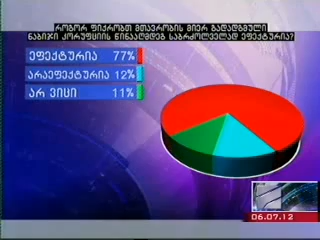 როგორ ფიქრობთ მთავრობის მიერ გადადგმული
ნაბიჯი კორუფციის წინააღმდეგ საბრძოლველად ეფექტურია?
ეფექტურია 77%
არაეფექტურია 12%
არ ვიცი 11%
06.07.12